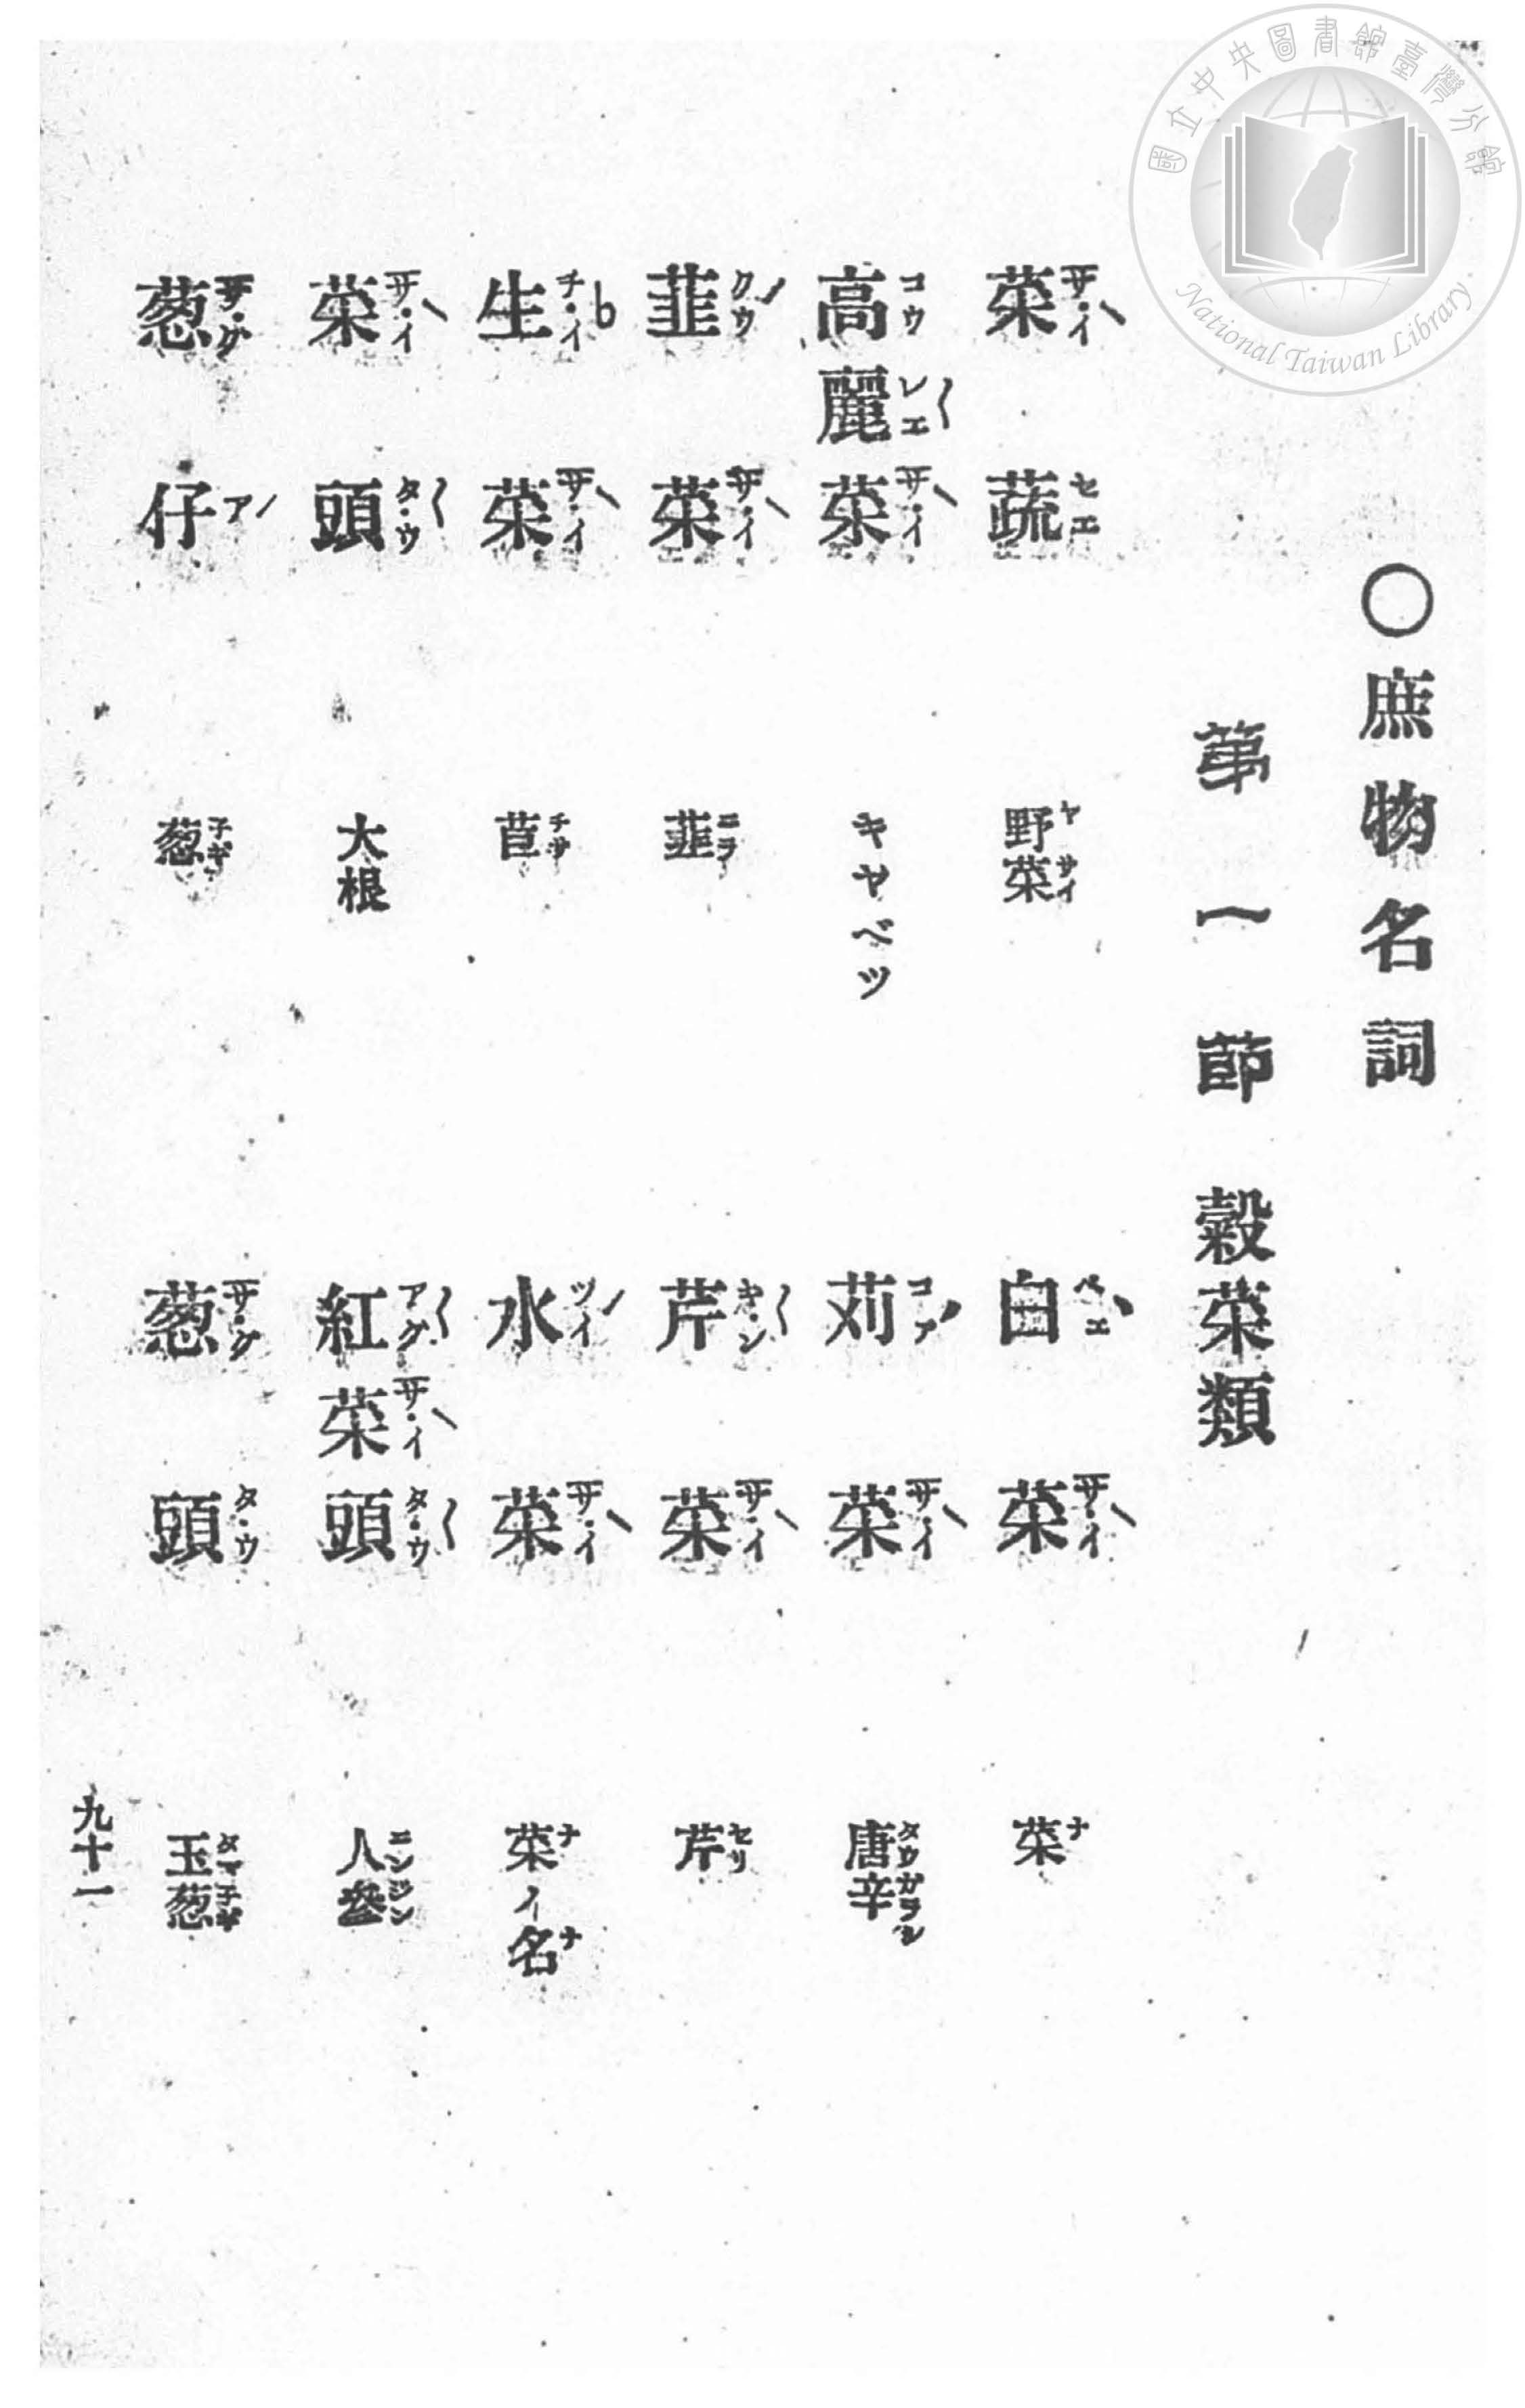 ○庶物名詞
第一節 穀菜類
菜蔬 野菜
白菜 菜
高麗菜 キヤベツ
苅菜 唐辛
韮菜 韮
芹菜 芹
生菜 苣
水菜 菜ノ名
菜頭 大根
紅菜頭 人參
葱仔 葱
葱頭 玉葱
九十一
國立中央圖書館臺灣分館
National Taiwan Library